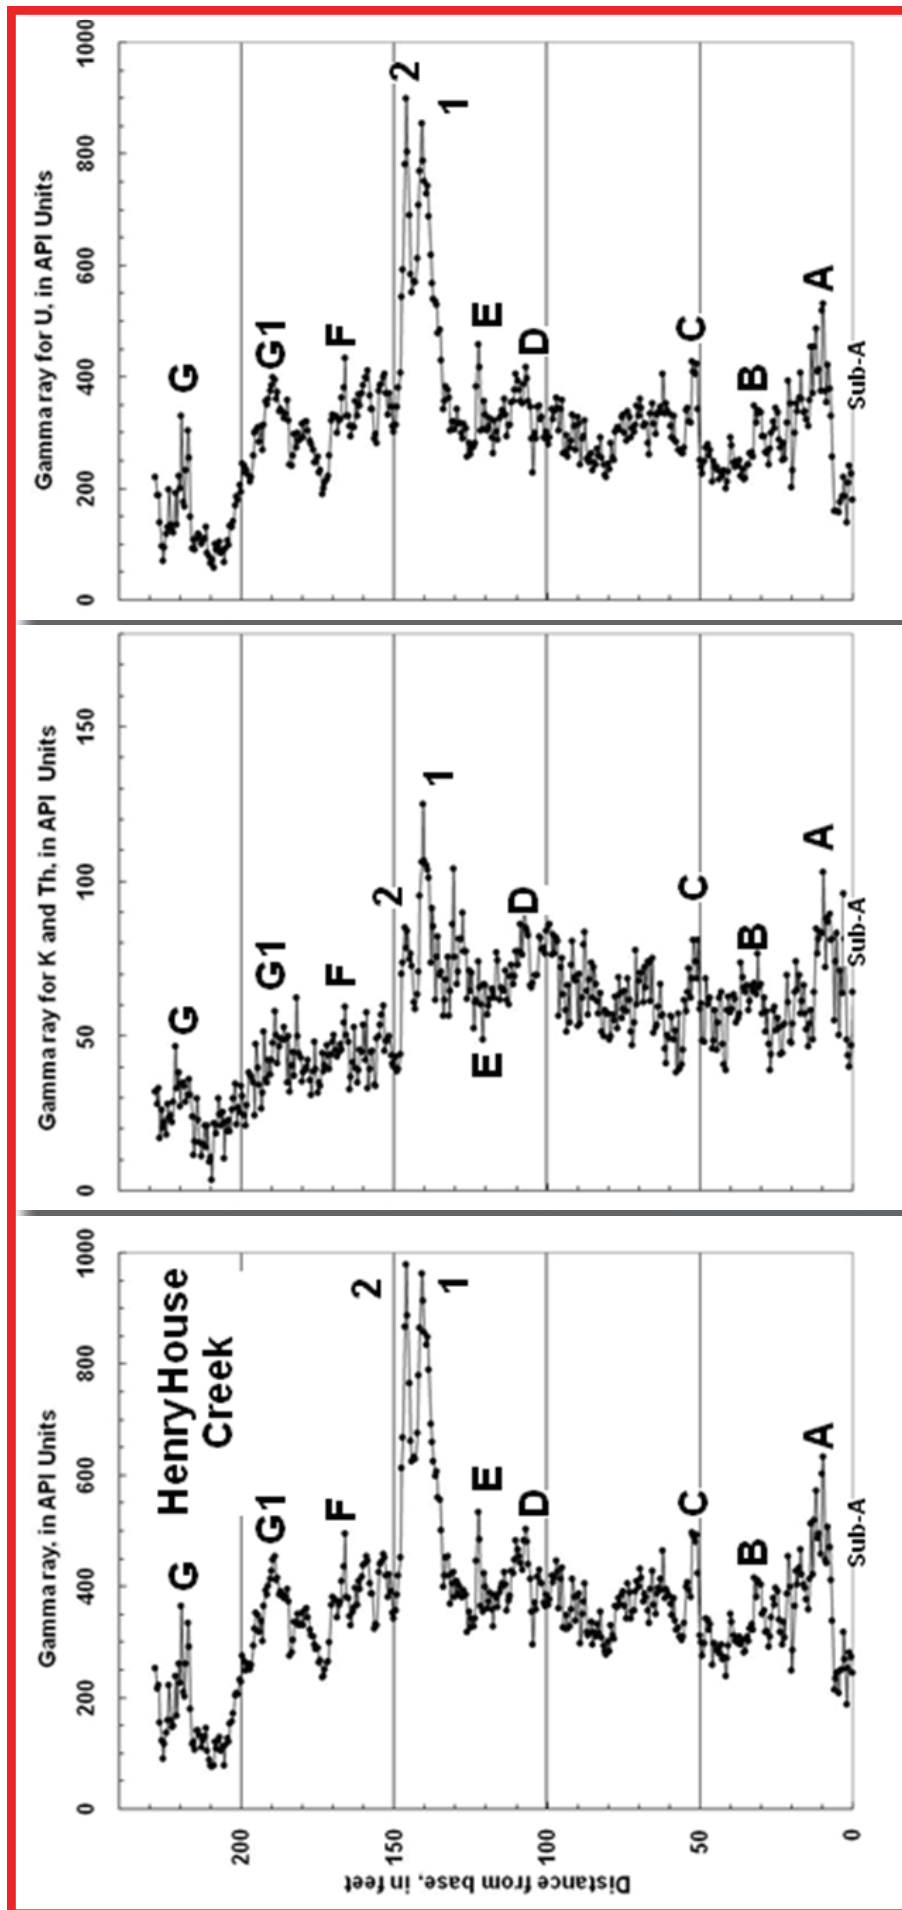 Gamma ray, in API Units
0
200
400
600
800
1000
Henry House
Creek
G
G1
F
2
1
E
D
C
B
A
Sub-A
200
150
100
50
0
Distance from base, in feet
Gamma ray for K and Th, in API Units
0
50
100
150
G
G1
F
2
1
E
D
C
B
A
Sub-A
Gamma ray for U, in API Units
0
200
400
600
800
1000
G
G1
F
2
1
E
D
C
B
A
Sub-A